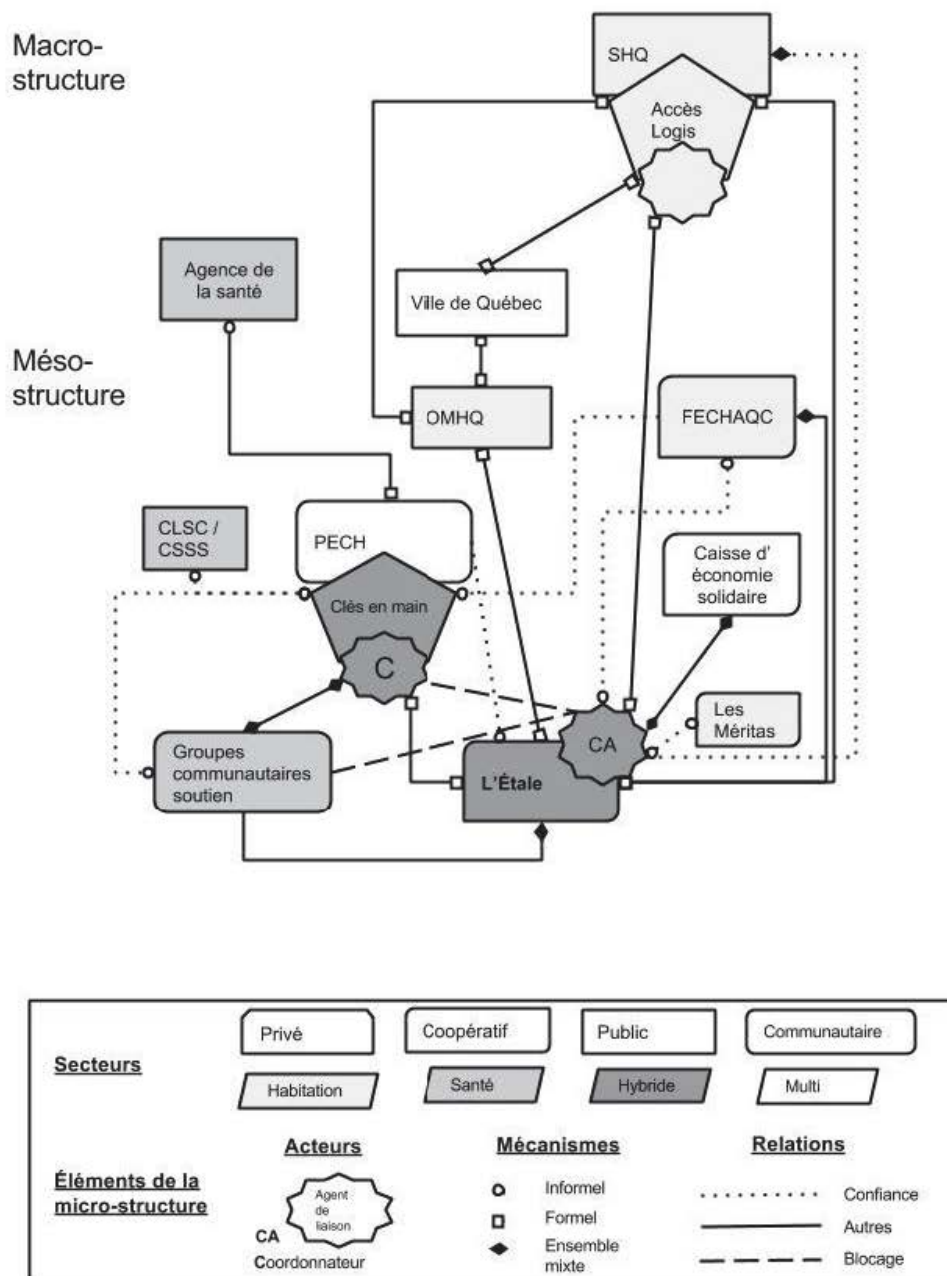 Macro-
structure
SHQ
Accès
Logis
Agence de
la santé
Ville de Québec
Méso-
structure
OMHQ
FECHAQC
CLSC /
CSSS
PECH
Caisse d'
économie
solidaire
Clès en main
C
Les
Méritas
Groupes
communautaires
soutien
CA
L'Étale
Secteurs
Privé
Coopératif
Public
Communautaire
Habitation
Santé
Hybride
Multi
Acteurs
Mécanismes
Relations
Éléments de la
micro-structure
Agent
de
liaison
CA
Coordonnateur
Informel
Formel
Ensemble
mixte
Confiance
Autres
Blocage